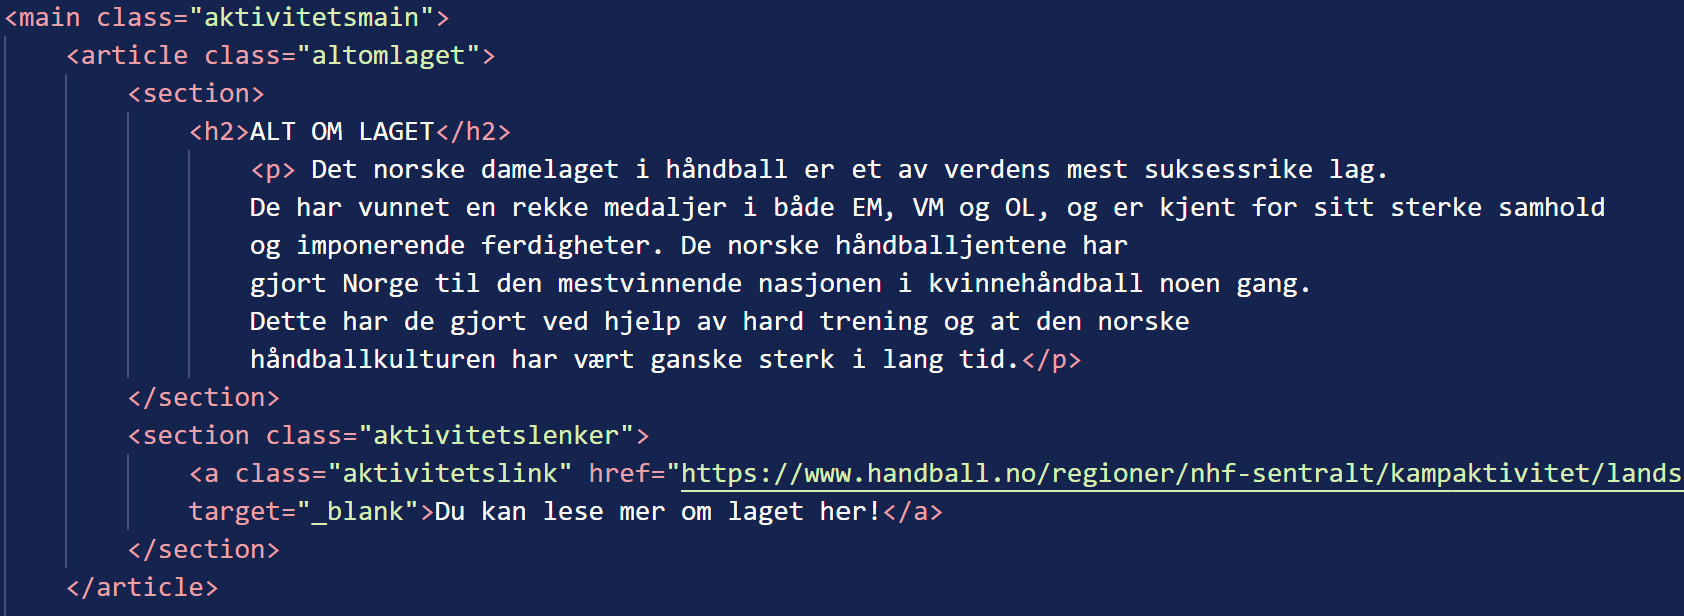 <main class="aktivitetsmain">
<article class="altomlaget">
<section>
<h2>ALT OM LAGET</h2>
<p> Det norske damelaget i håndball er et av verdens mest suksessrike lag.
De har vunnet en rekke medaljer i både EM, VM og OL, og er kjent for sitt sterke samhold
og imponerende ferdigheter. De norske håndballjentene har
gjort Norge til den mestvinnende nasjonen i kvinnehåndball noen gang.
Dette har de gjort ved hjelp av hard trening og at den norske
håndballkulturen har vært ganske sterk i lang tid.</p>
</section>
<section class="aktivitetslenker">
<a class="aktivitetslink" href="https://www.handball.no/regioner/nhf-sentralt/kampaktivitet/lands
target="_blank">Du kan lese mer om laget her!</a>
</section>
</article>